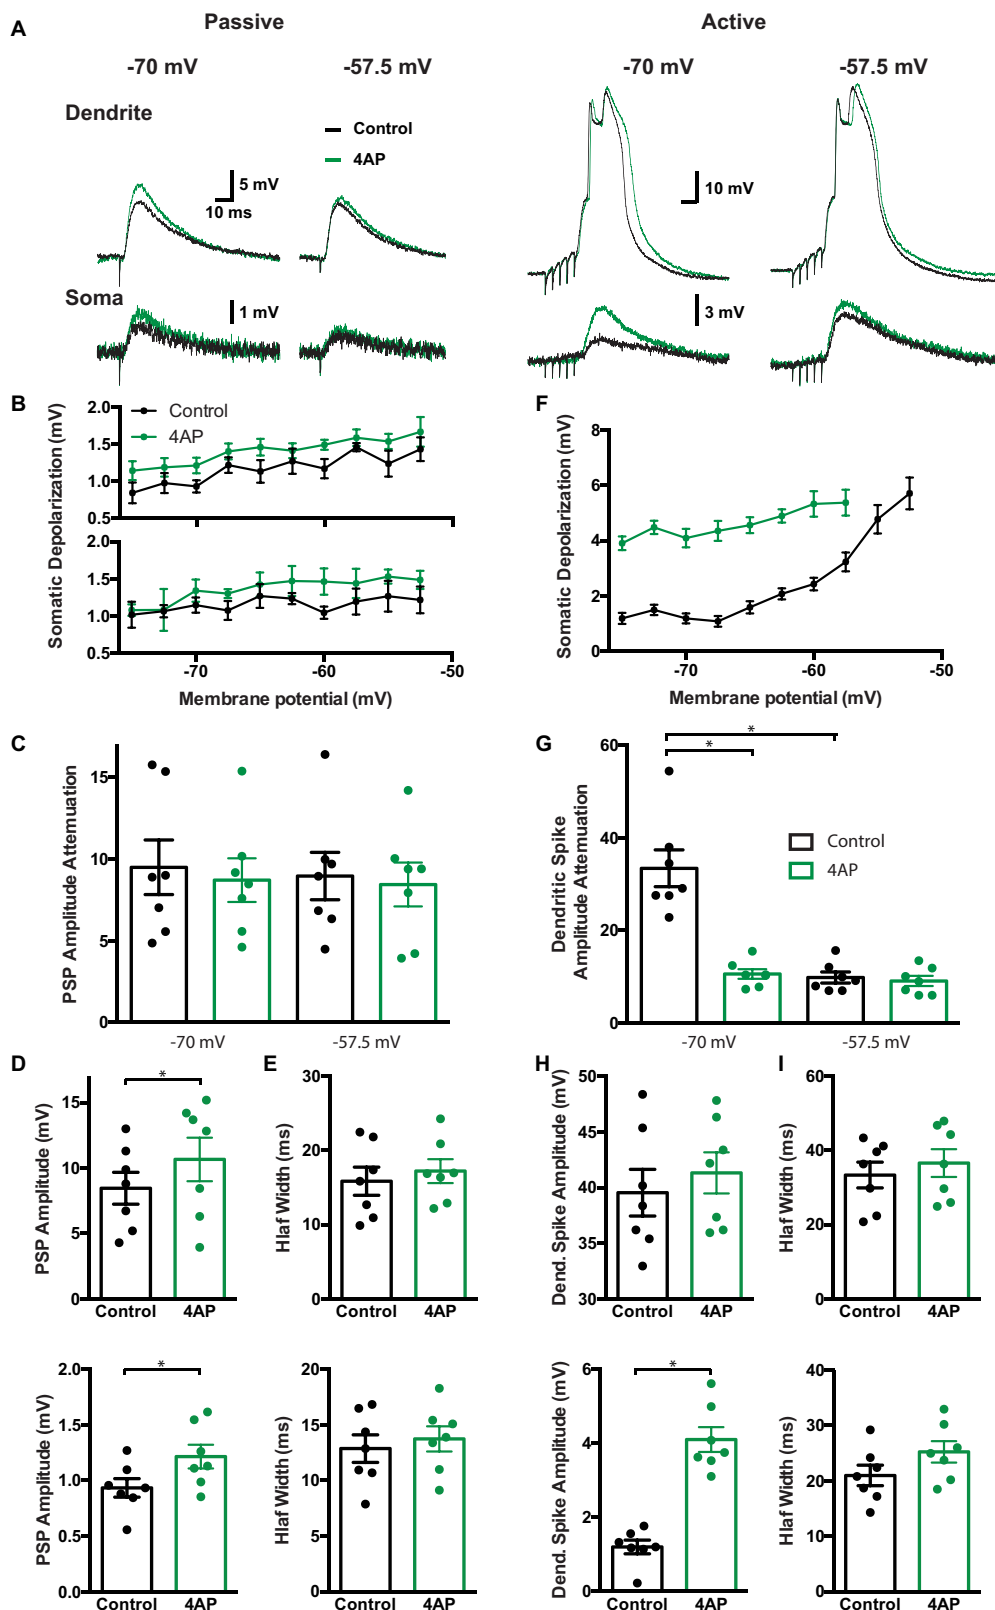 A
Passive
Active
-70 mV
-57.5 mV
-70 mV
-57.5 mV
Dendrite
Control
4AP
5 mV
10 ms
10 mV
Soma
1 mV
3 mV
B
Somatic Depolarization (mV)
2.0
1.5
1.0
0.5
Control
4AP
2.0
1.5
1.0
0.5
-70
-60
-50
Membrane potential (mV)
F
Somatic Depolarization (mV)
8
6
4
2
0
-70
-60
-50
Membrane potential (mV)
C
PSP Amplitude Attemuation
15
10
5
0
-70 mV
-57.5 mV
G
Dendritic Spike
Amplitude Attenuation
60
40
20
0
*
*
Control
4AP
-70 mV
-57.5 mV
D
PSP Amplitude (mV)
15
10
5
0
*
Control
4AP
E
Hlaf Width (ms)
30
20
10
0
Control
4AP
H
Dend. Spike Amplitude (mV)
50
45
40
35
30
Control
4AP
I
Hlaf Width (ms)
60
40
20
0
Control
4AP
PSP Amplitude (mV)
2.0
1.5
1.0
0.5
0.0
*
Control
4AP
Hlaf Width (ms)
20
15
10
5
0
Control
4AP
Dend. Spike Amplitude (mV)
6
4
2
0
*
Control
4AP
Hlaf Width (ms)
40
30
20
10
0
Control
4AP